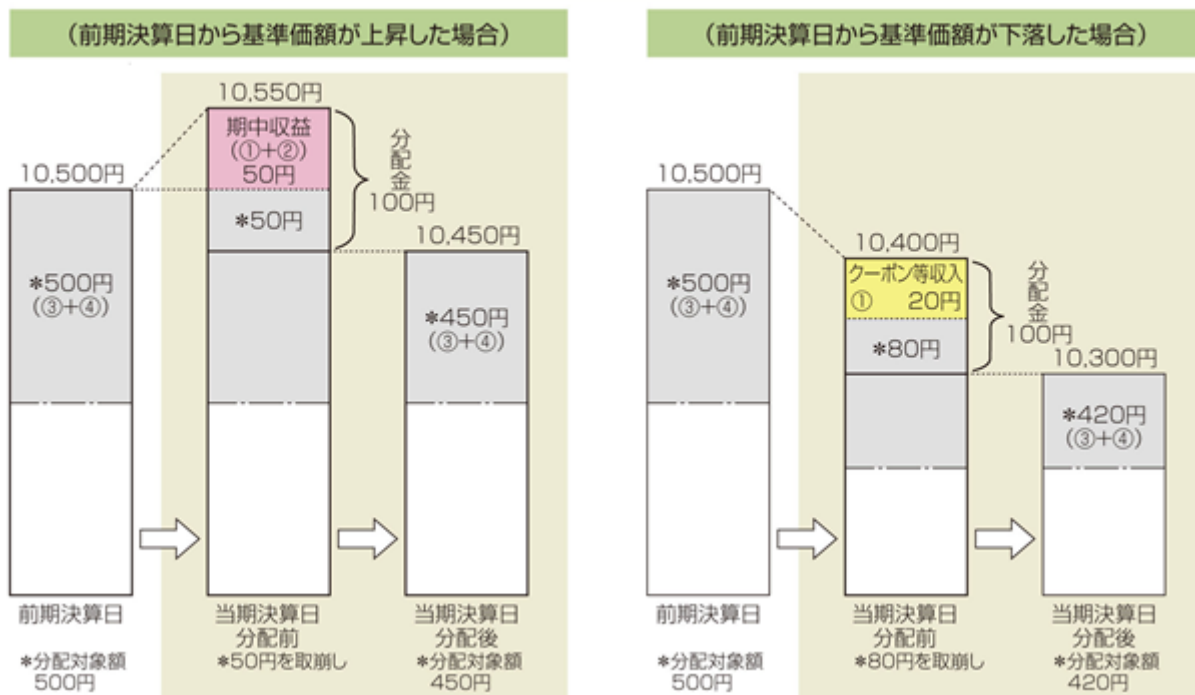 （前期決算日から基準価額が上昇した場合）
10,550円
期中収益
（①＋②）
50円
*50円
分配金
100円
10,500円
*500円
（③＋④）
10,450円
*450円
（③＋④）
前期決算日
*分配対象額
500円
当期決算日
分配前
*50円を取崩し
当期決算日
分配後
*分配対象額
450円
（前期決算日から基準価額が下落した場合）
10,500円
*500円
（③＋④）
10,400円
クーポン等収入
① 20円
*80円
分配金
100円
10,300円
*420円
（③＋④）
前期決算日
*分配対象額
500円
当期決算日
分配前
*80円を取崩し
当期決算日
分配後
*分配対象額
420円